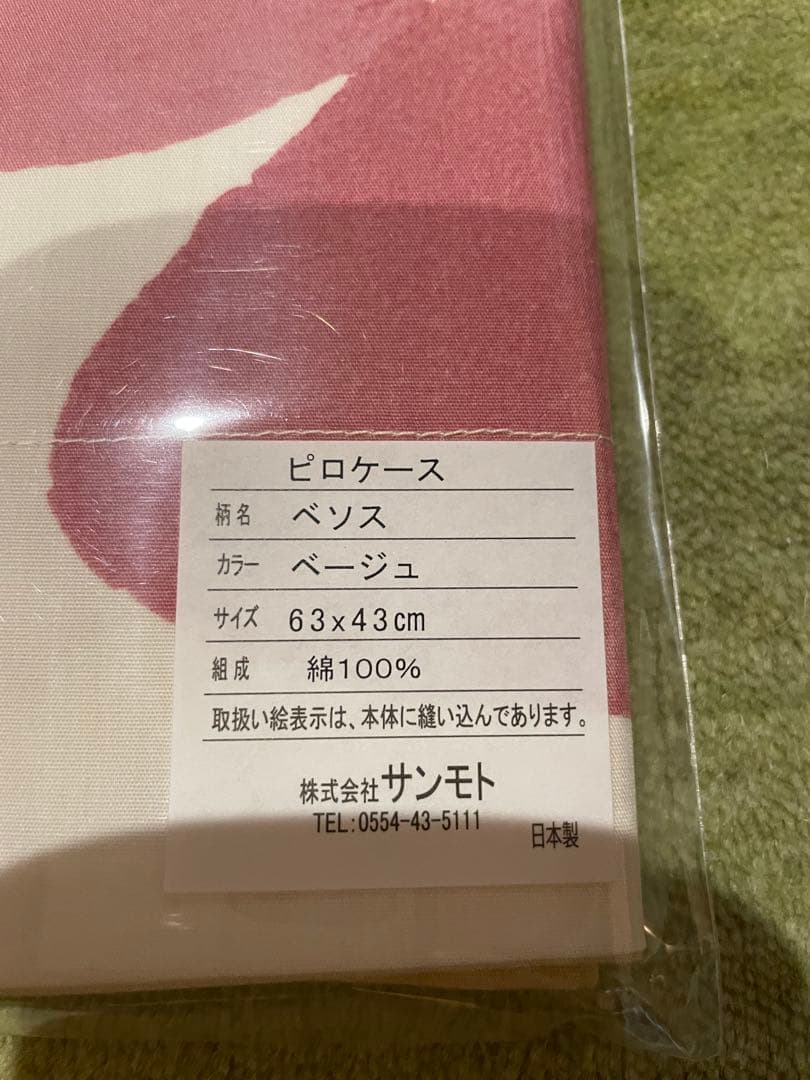 ピロケース
柄名 ベソス
カラー ベージュ
サイズ 63x43cm
組成 綿100%
取扱い絵表示は、本体に縫い込んであります。
株式会社サンモト
TEL:0554-43-5111
日本製